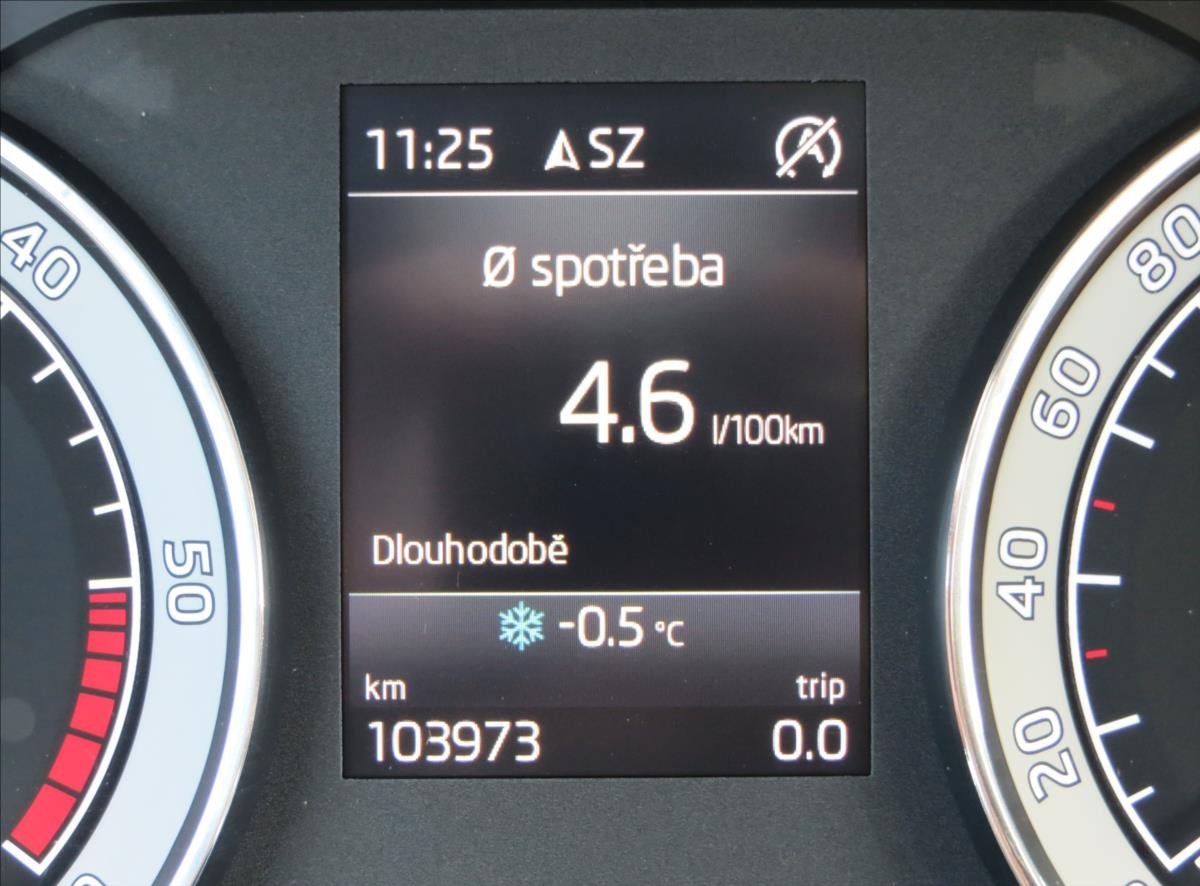 11:25 SZ
Ø spotřeba
4.6 l/100km
Dlouhodobě
-0.5 °C
km trip
103973 0.0
40
50
80
60
40
20